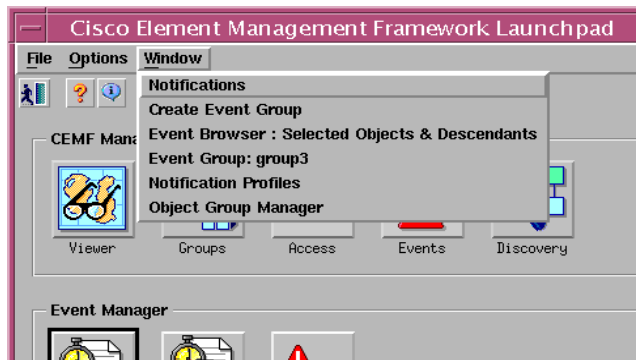 Cisco Element Management Framework Launchpad
File Options Window
Notifications
Create Event Group
Event Browser : Selected Objects & Descendants
Event Group: group3
Notification Profiles
Object Group Manager
CEMF Mana
Viewer Groups Access Events Discovery
Event Manager